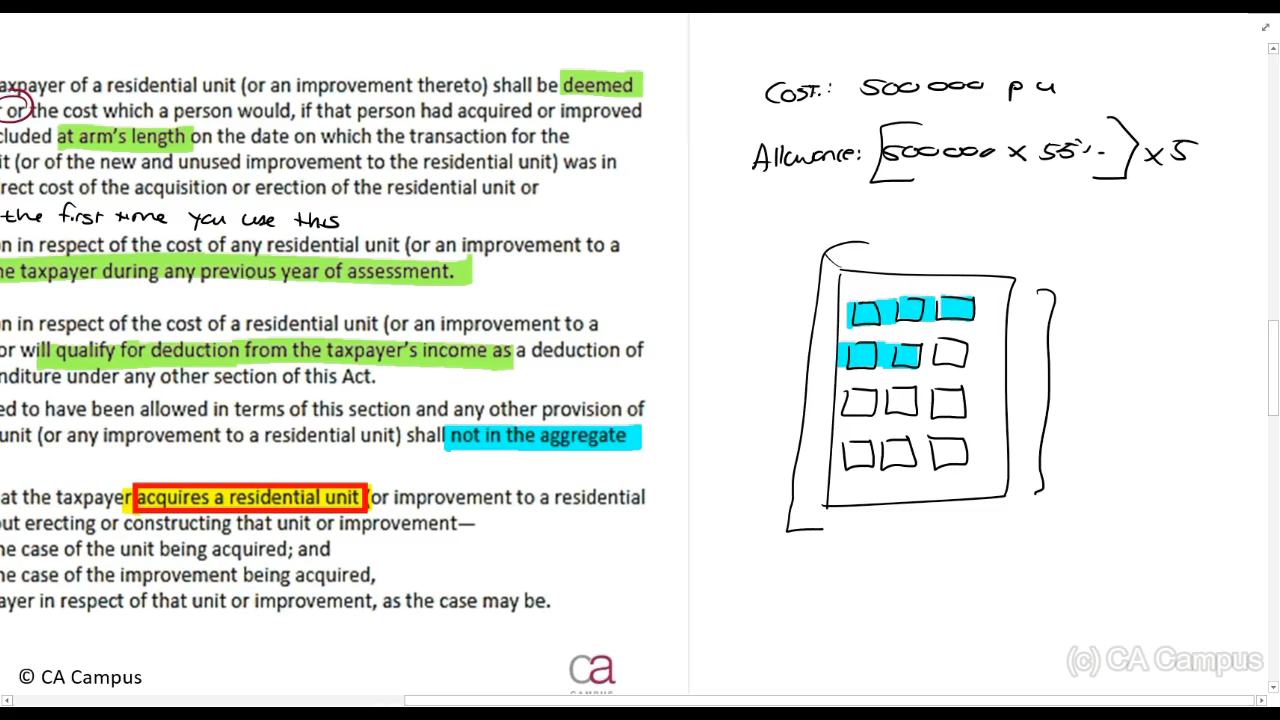 axpayer of a residential unit (or an improvement thereto) shall be deemed
r or the cost which a person would, if that person had acquired or improved
cluded at arm's length on the date on which the transaction for the
it (or of the new and unused improvement to the residential unit) was in
rect cost of the acquisition or erection of the residential unit or
the first time you use this
n in respect of the cost of any residential unit (or an improvement to a
he taxpayer during any previous year of assessment.
n in respect of the cost of a residential unit (or an improvement to a
or will qualify for deduction from the taxpayer's income as a deduction of
nditure under any other section of this Act.
ed to have been allowed in terms of this section and any other provision of
unit (or any improvement to a residential unit) shall not in the aggregate
at the taxpayer acquires a residential unit (or improvement to a residential
out erecting or constructing that unit or improvement—
he case of the unit being acquired; and
he case of the improvement being acquired,
ayer in respect of that unit or improvement, as the case may be.
© CA Campus
ca
CAMPUS
Cost: 500000 p u
Allowance: [500000 x 55%] x 5
(c) CA Campus